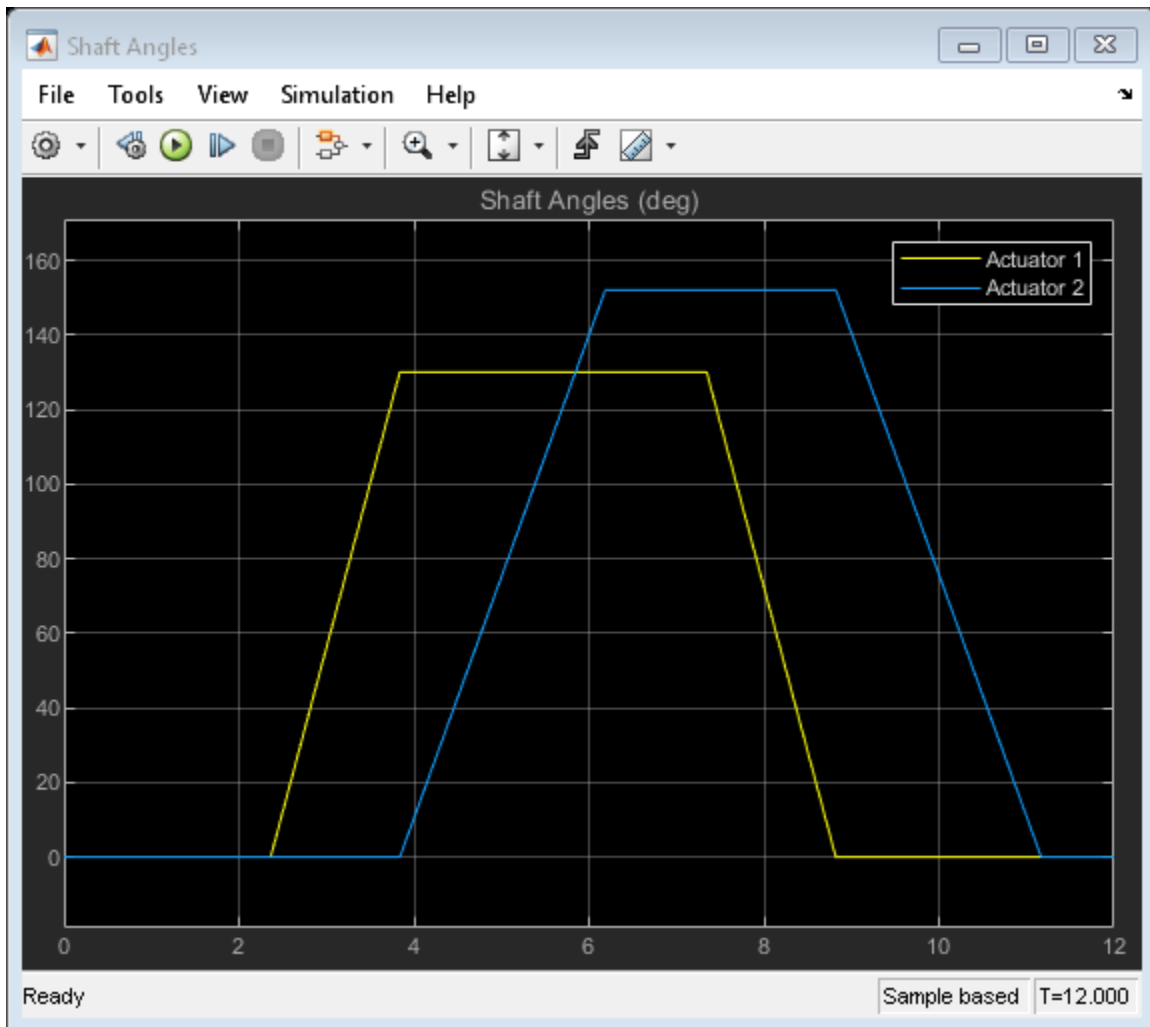 Shaft Angles
File Tools View Simulation Help
Shaft Angles (deg)
Actuator 1
Actuator 2
160
140
120
100
80
60
40
20
0
0 2 4 6 8 10 12
Ready Sample based T=12.000